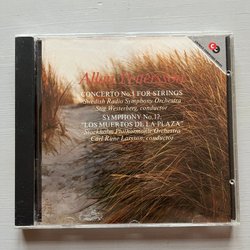 Allan Pettersson
CONCERTO No.1 FOR STRINGS
Swedish Radio Symphony Orchestra
Stig Westerberg, conductor
SYMPHONY No.12,
"LOS MUERTOS DE LA PLAZA"
Stockholm Philharmonic Orchestra
Carl Rune Larsson, conductor